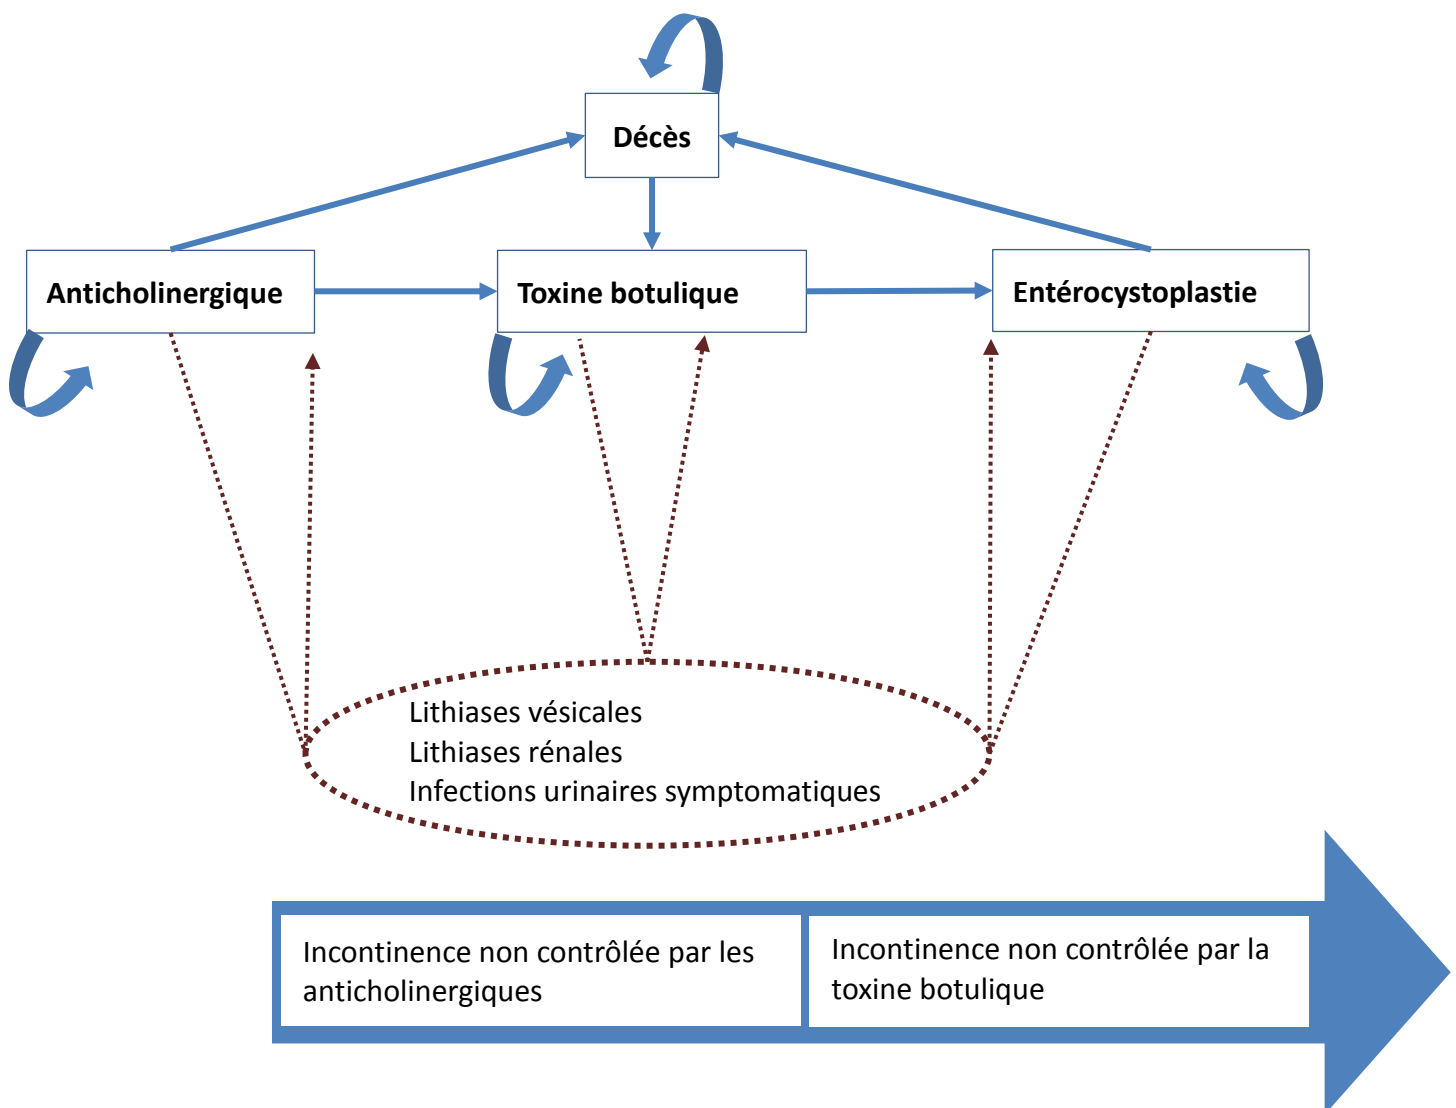 Décès
Anticholinergique
Toxine botulique
Entérocystoplastie
Lithiases vésicales
Lithiases rénales
Infections urinaires symptomatiques
Incontinence non contrôlée par les
anticholinergiques
Incontinence non contrôlée par la
toxine botulique